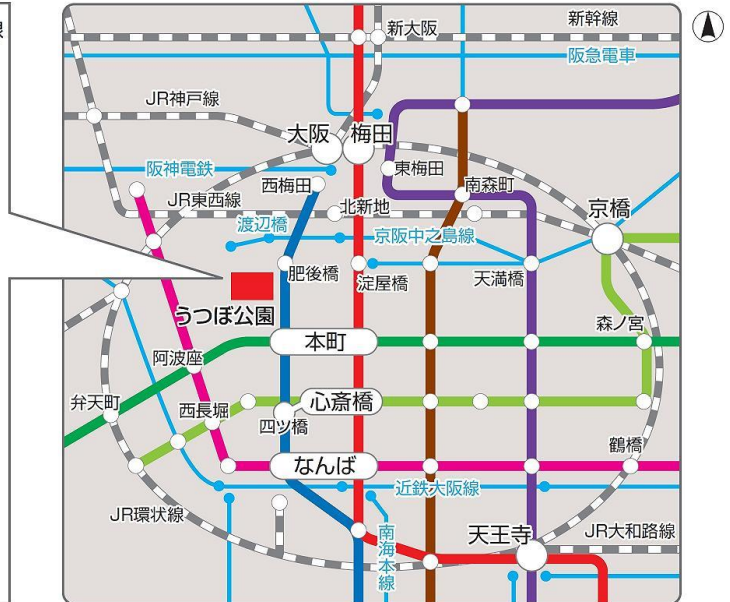 線
新大阪
新幹線
阪急電車
JR神戸線
大阪
梅田
阪神電鉄
東梅田
西梅田
南森町
JR東西線
北新地
京橋
渡辺橋
京阪中之島線
肥後橋
淀屋橋
天満橋
うつぼ公園
森ノ宮
本町
阿波座
弁天町
西長堀
心斎橋
四ツ橋
鶴橋
なんば
近鉄大阪線
JR環状線
南海本線
天王寺
JR大和路線